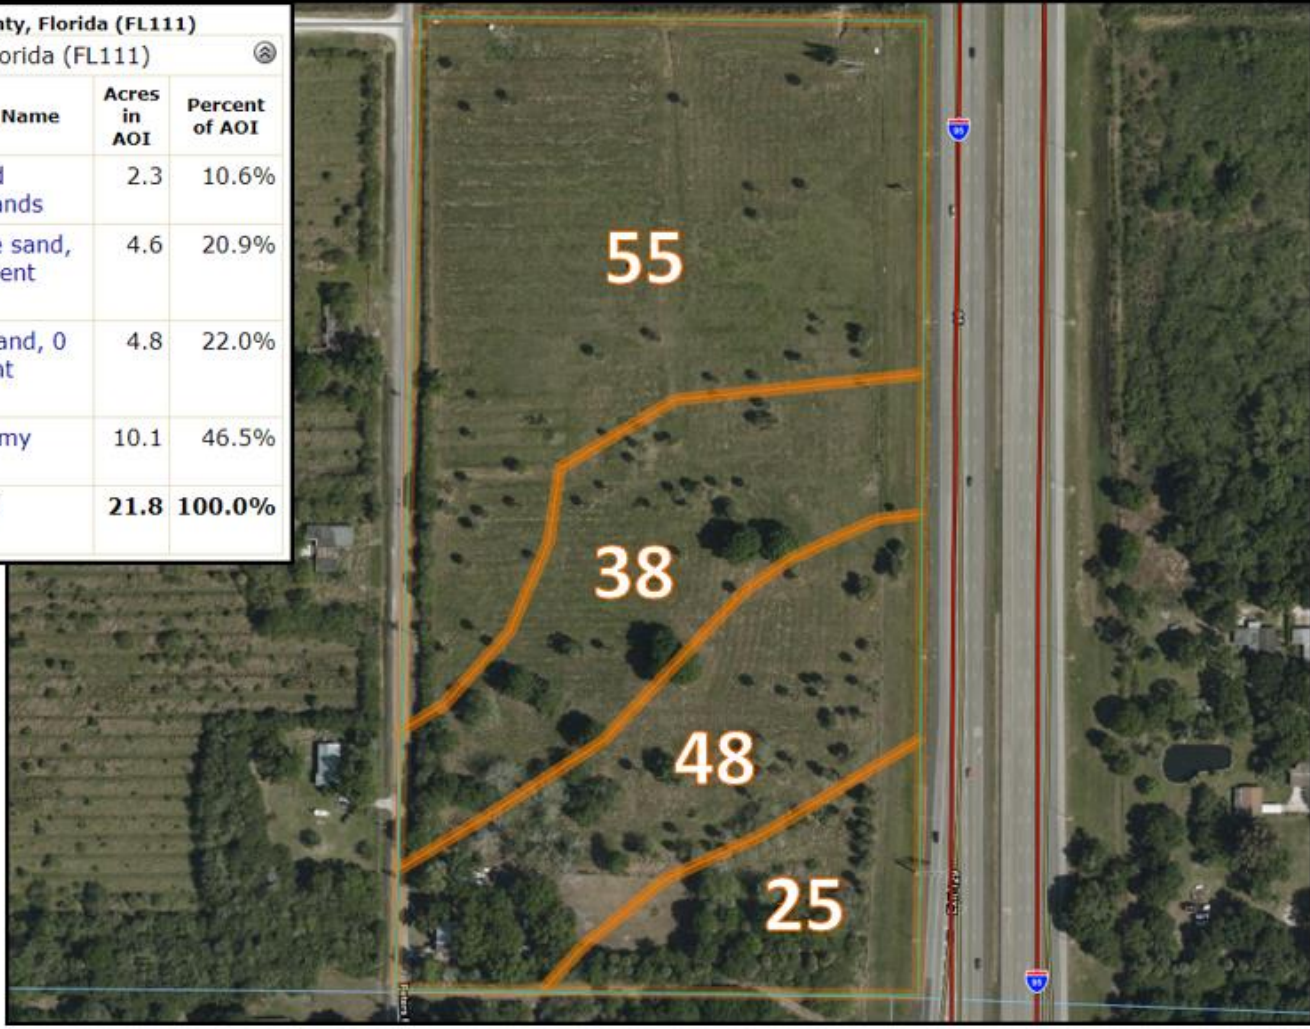 nty, Florida (FL111)
orida (FL111)
Name
Acres
in
AOI
Percent
of AOI
d
ands
2.3
10.6%
e sand,
ent
4.6
20.9%
and, 0
nt
4.8
22.0%
my
10.1
46.5%
21.8
100.0%
95
55
38
48
25
95